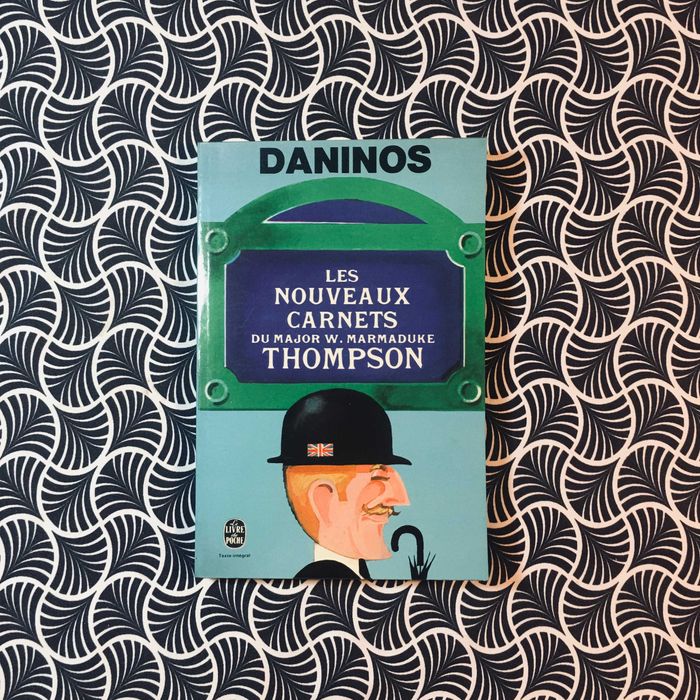 DANINOS
LES
NOUVEAUX
CARNETS
DU MAJOR W. MARMADUKE
THOMPSON
Le
LIVRE
de
POCHE
Texte intégral